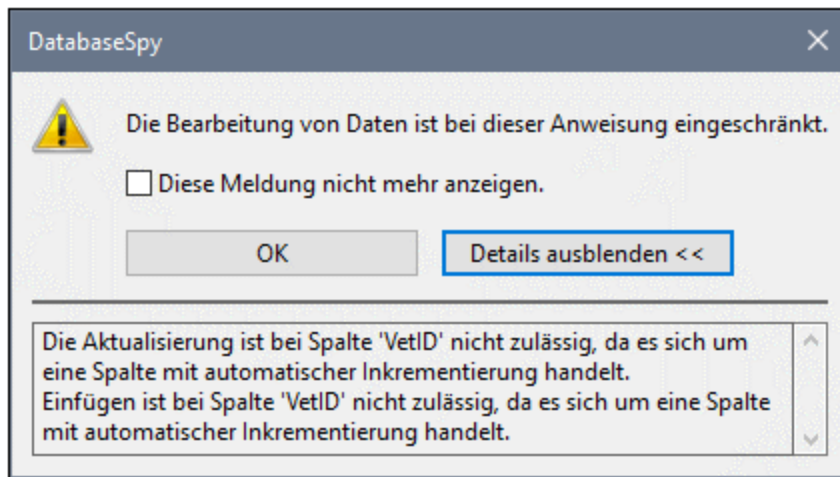 DatabaseSpy
Die Bearbeitung von Daten ist bei dieser Anweisung eingeschränkt.
Diese Meldung nicht mehr anzeigen.
OK
Details ausblenden <<
Die Aktualisierung ist bei Spalte 'VetID' nicht zulässig, da es sich um
eine Spalte mit automatischer Inkrementierung handelt.
Einfügen ist bei Spalte 'VetID' nicht zulässig, da es sich um eine Spalte
mit automatischer Inkrementierung handelt.